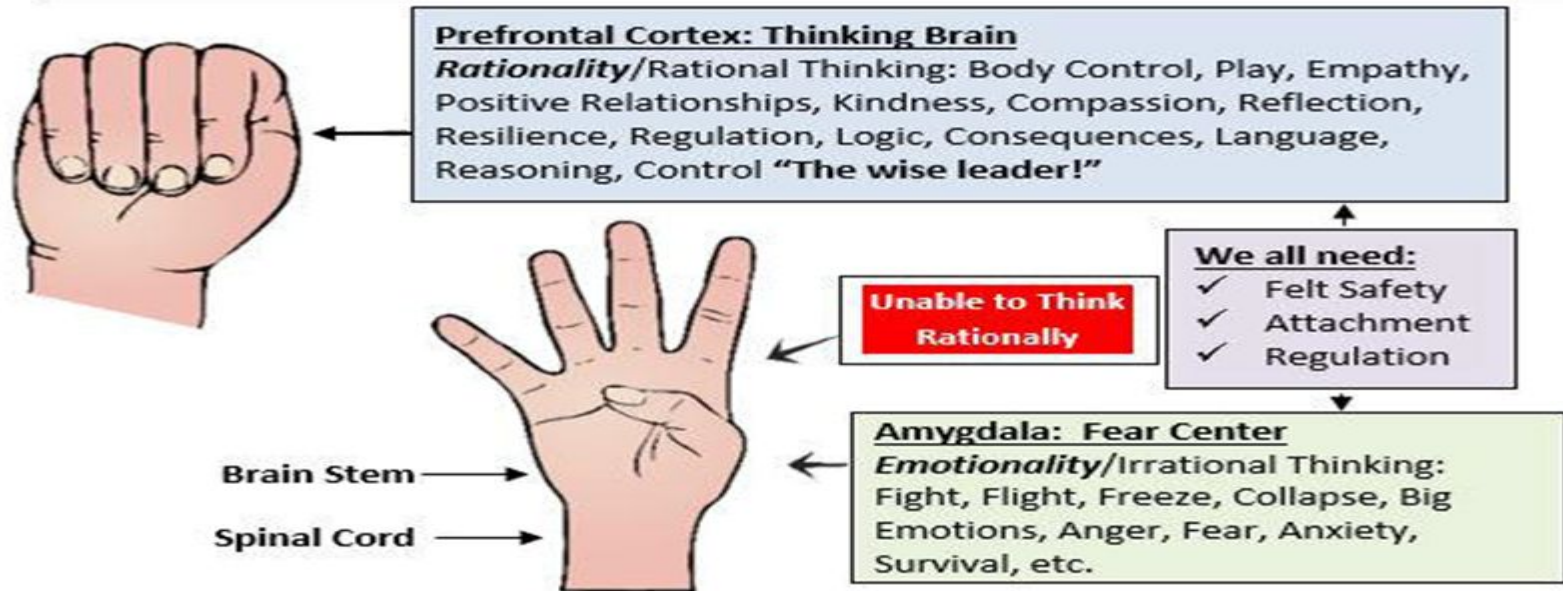 Prefrontal Cortex: Thinking Brain
Rationality/Rational Thinking: Body Control, Play, Empathy,
Positive Relationships, Kindness, Compassion, Reflection,
Resilience, Regulation, Logic, Consequences, Language,
Reasoning, Control “The wise leader!”
Unable to Think
Rationally
We all need:
✓ Felt Safety
✓ Attachment
✓ Regulation
Amygdala: Fear Center
Emotionality/Irrational Thinking:
Fight, Flight, Freeze, Collapse, Big
Emotions, Anger, Fear, Anxiety,
Survival, etc.
Brain Stem
Spinal Cord